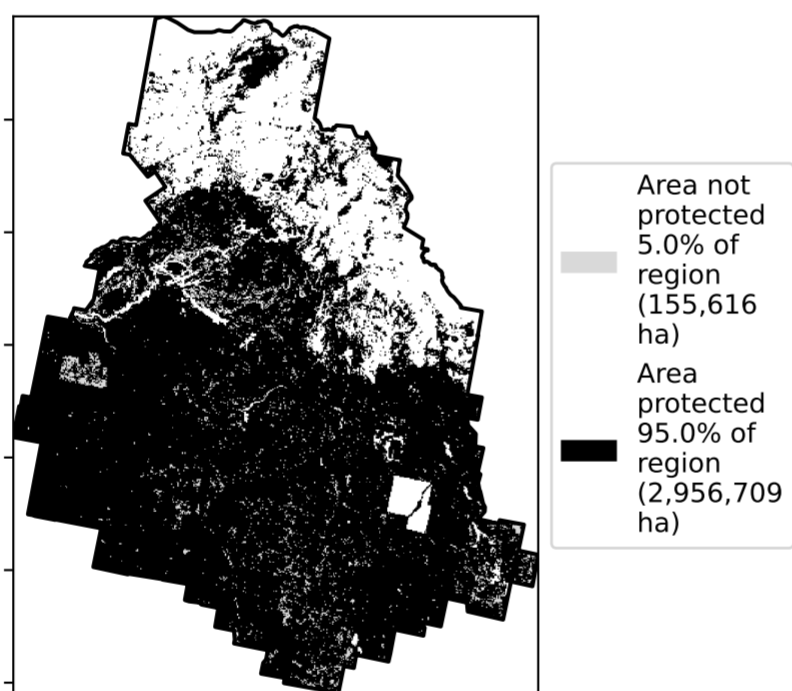 Area not
protected
5.0% of
region
(155,616
ha)
Area
protected
95.0% of
region
(2,956,709
ha)